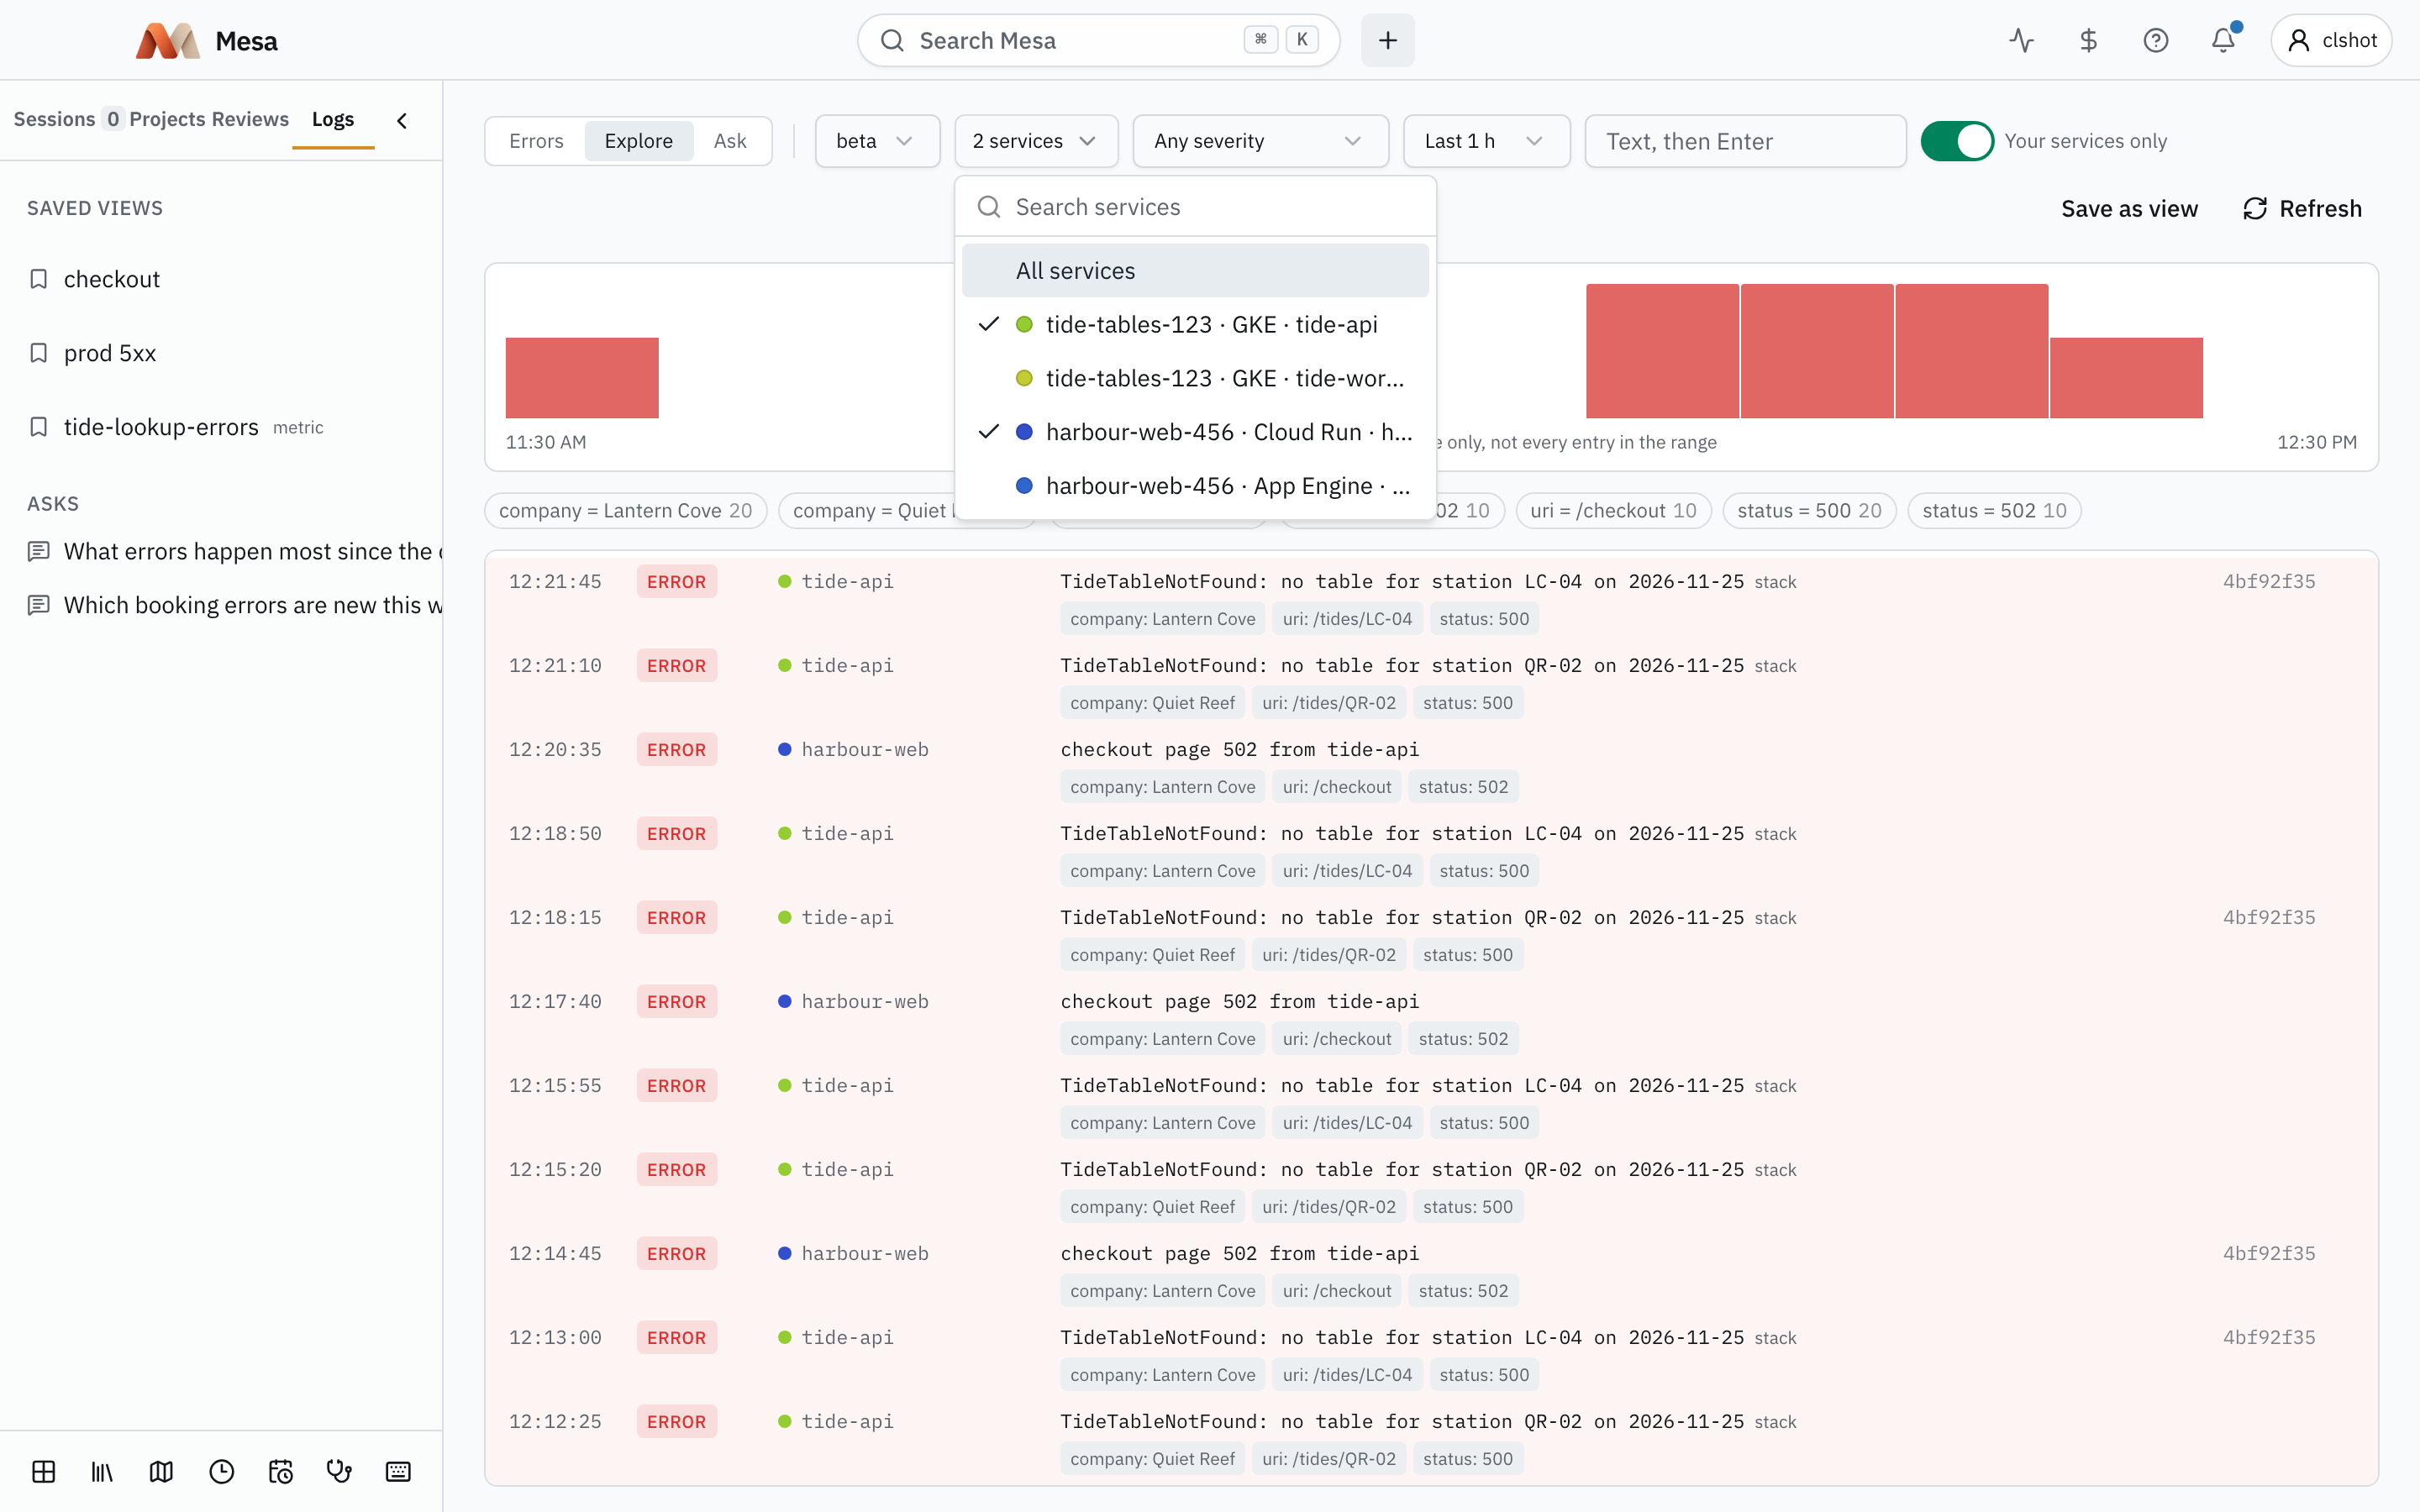 Mesa
Search Mesa ⌘ K
clshot
Sessions 0 Projects Reviews Logs
SAVED VIEWS
checkout
prod 5xx
tide-lookup-errors metric
ASKS
What errors happen most since the
Which booking errors are new this
Errors Explore Ask
beta
2 services
Any severity
Last 1 h
Text, then Enter
Your services only
Save as view
Refresh
Search services
All services
tide-tables-123 · GKE · tide-api
tide-tables-123 · GKE · tide-wor...
harbour-web-456 · Cloud Run · h...
harbour-web-456 · App Engine · ...
11:30 AM
only, not every entry in the range
12:30 PM
company = Lantern Cove 20
company = Quiet
02 10
uri = /checkout 10
status = 500 20
status = 502 10
12:21:45 ERROR tide-api TideTableNotFound: no table for station LC-04 on 2026-11-25 stack 4bf92f35
company: Lantern Cove uri: /tides/LC-04 status: 500
12:21:10 ERROR tide-api TideTableNotFound: no table for station QR-02 on 2026-11-25 stack
company: Quiet Reef uri: /tides/QR-02 status: 500
12:20:35 ERROR harbour-web checkout page 502 from tide-api
company: Lantern Cove uri: /checkout status: 502
12:18:50 ERROR tide-api TideTableNotFound: no table for station LC-04 on 2026-11-25 stack
company: Lantern Cove uri: /tides/LC-04 status: 500
12:18:15 ERROR tide-api TideTableNotFound: no table for station QR-02 on 2026-11-25 stack 4bf92f35
company: Quiet Reef uri: /tides/QR-02 status: 500
12:17:40 ERROR harbour-web checkout page 502 from tide-api
company: Lantern Cove uri: /checkout status: 502
12:15:55 ERROR tide-api TideTableNotFound: no table for station LC-04 on 2026-11-25 stack
company: Lantern Cove uri: /tides/LC-04 status: 500
12:15:20 ERROR tide-api TideTableNotFound: no table for station QR-02 on 2026-11-25 stack
company: Quiet Reef uri: /tides/QR-02 status: 500
12:14:45 ERROR harbour-web checkout page 502 from tide-api 4bf92f35
company: Lantern Cove uri: /checkout status: 502
12:13:00 ERROR tide-api TideTableNotFound: no table for station LC-04 on 2026-11-25 stack 4bf92f35
company: Lantern Cove uri: /tides/LC-04 status: 500
12:12:25 ERROR tide-api TideTableNotFound: no table for station QR-02 on 2026-11-25 stack
company: Quiet Reef uri: /tides/QR-02 status: 500